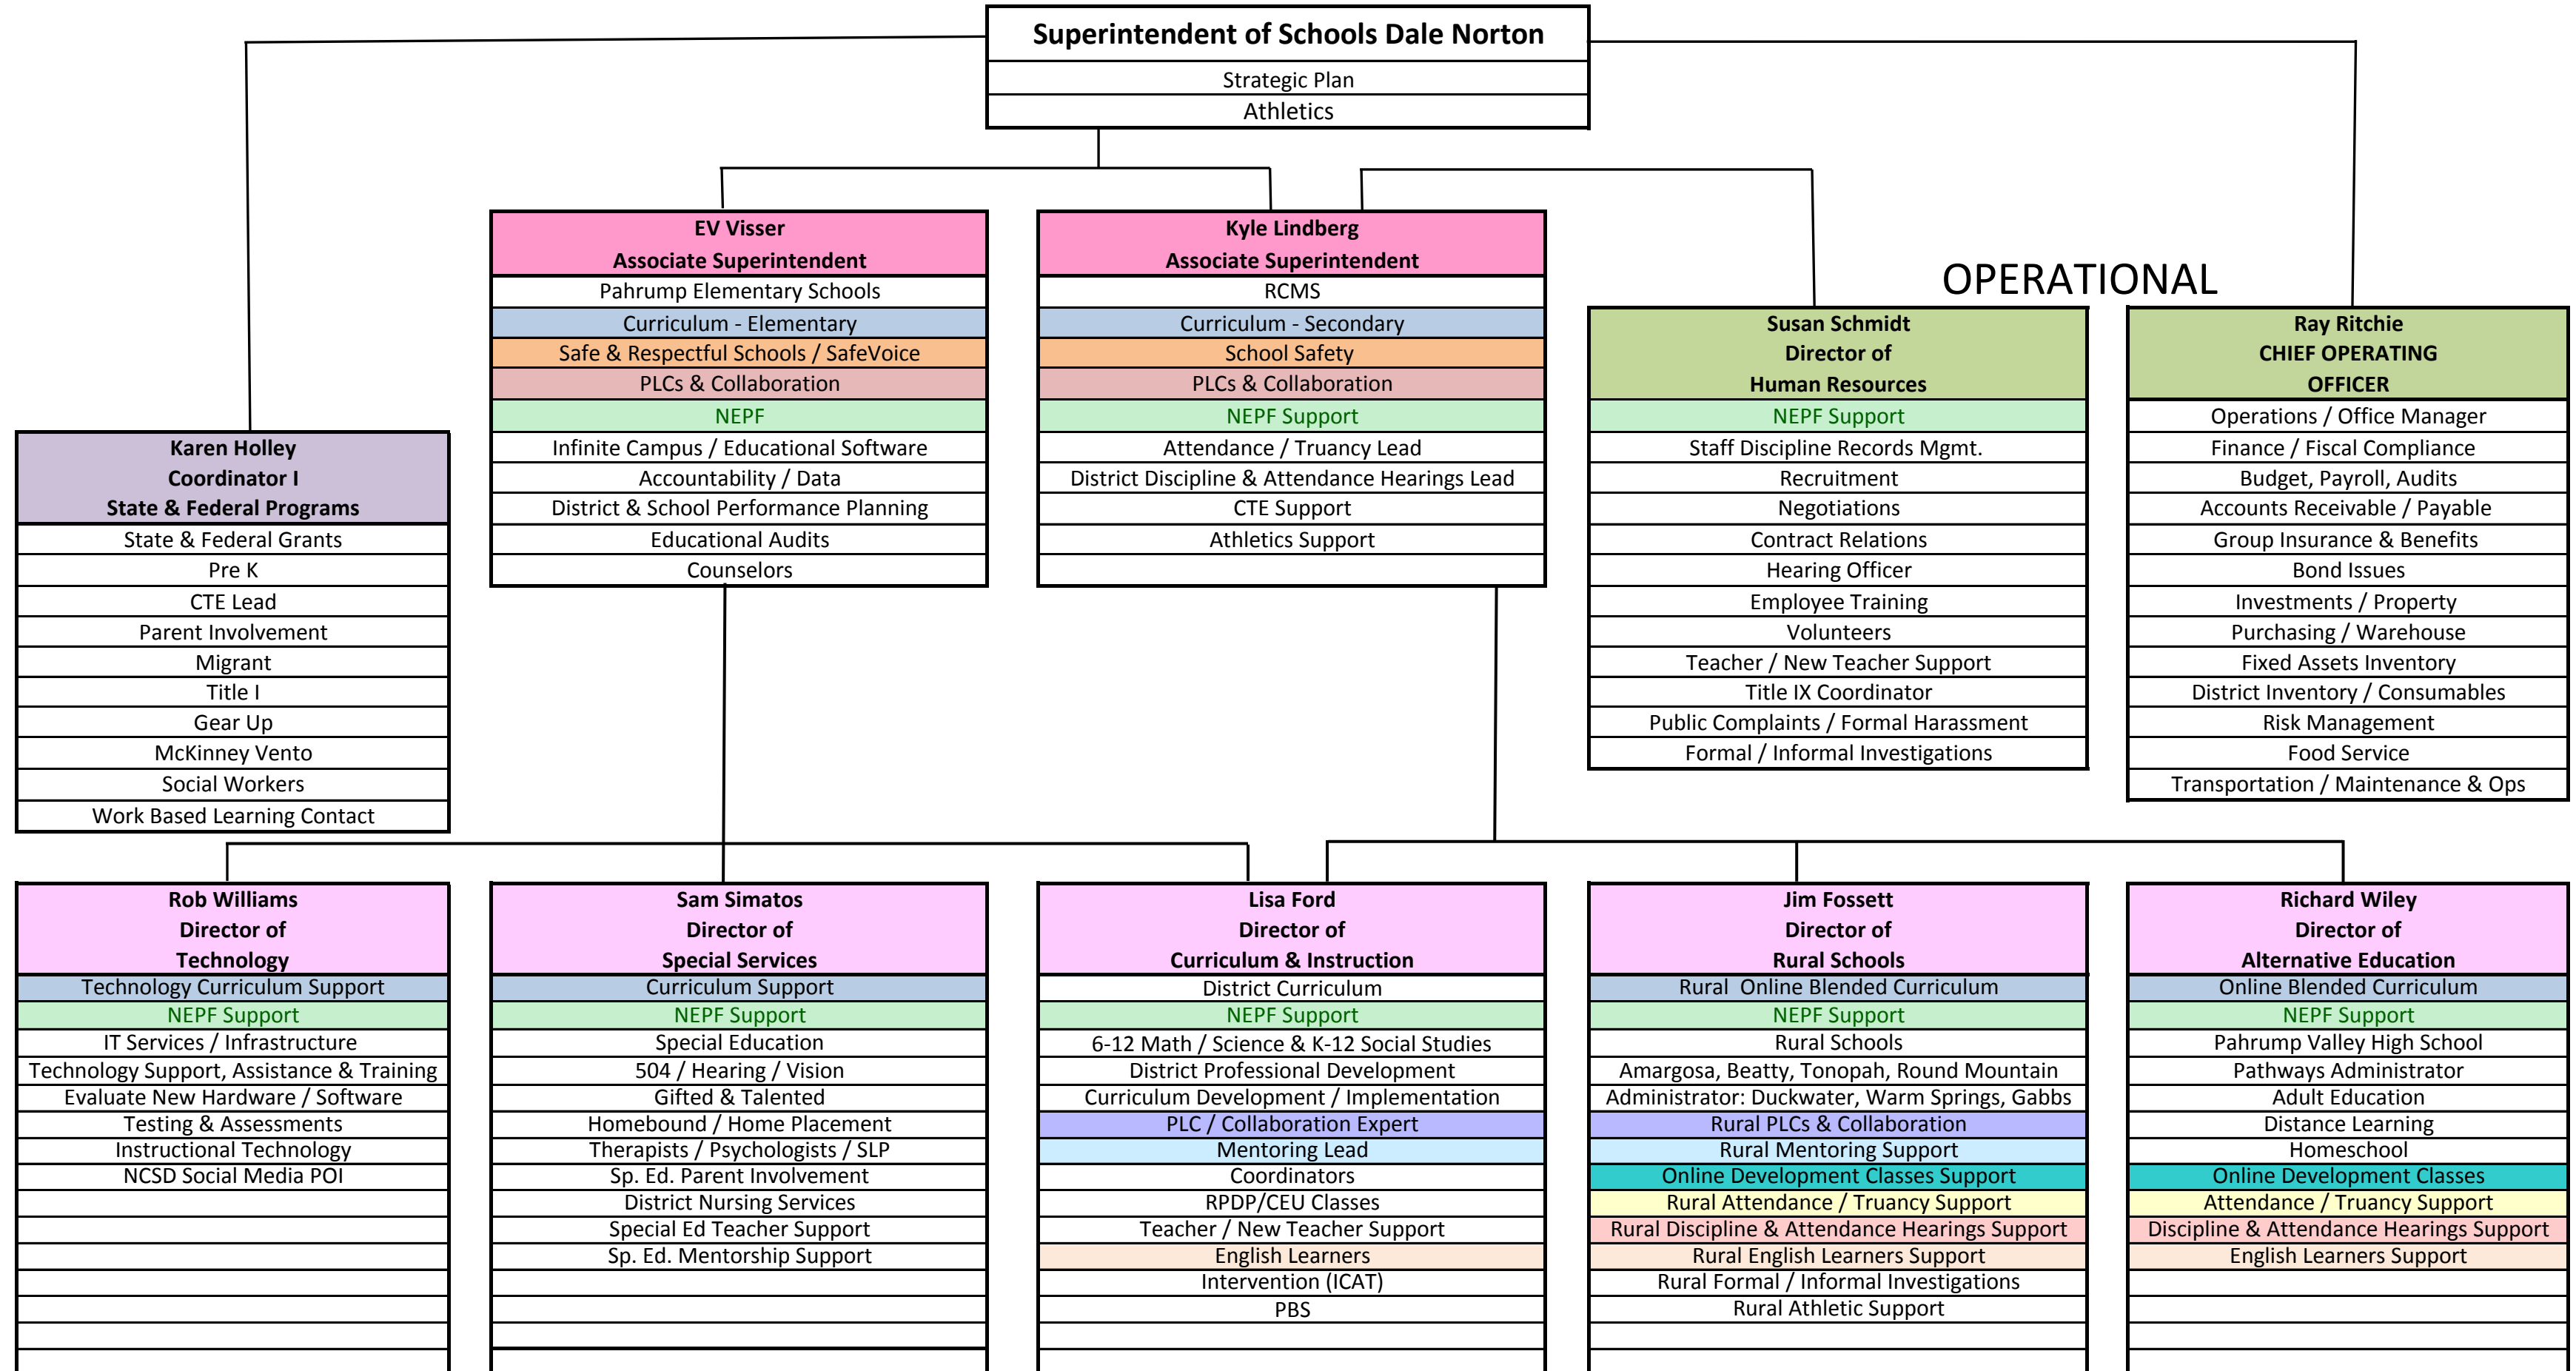 Superintendent of Schools Dale Norton
Strategic Plan
Athletics
EV Visser
Associate Superintendent
Pahrump Elementary Schools
Curriculum - Elementary
Safe & Respectful Schools / SafeVoice
PLCs & Collaboration
NEPF
Infinite Campus / Educational Software
Accountability / Data
District & School Performance Planning
Educational Audits
Counselors
Kyle Lindberg
Associate Superintendent
RCMS
Curriculum - Secondary
School Safety
PLCs & Collaboration
NEPF Support
Attendance / Truancy Lead
District Discipline & Attendance Hearings Lead
CTE Support
Athletics Support
OPERATIONAL
Susan Schmidt
Director of
Human Resources
NEPF Support
Staff Discipline Records Mgmt.
Recruitment
Negotiations
Contract Relations
Hearing Officer
Employee Training
Volunteers
Teacher / New Teacher Support
Title IX Coordinator
Public Complaints / Formal Harassment
Formal / Informal Investigations
Ray Ritchie
CHIEF OPERATING
OFFICER
Operations / Office Manager
Finance / Fiscal Compliance
Budget, Payroll, Audits
Accounts Receivable / Payable
Group Insurance & Benefits
Bond Issues
Investments / Property
Purchasing / Warehouse
Fixed Assets Inventory
District Inventory / Consumables
Risk Management
Food Service
Transportation / Maintenance & Ops
Karen Holley
Coordinator I
State & Federal Programs
State & Federal Grants
Pre K
CTE Lead
Parent Involvement
Migrant
Title I
Gear Up
McKinney Vento
Social Workers
Work Based Learning Contact
Rob Williams
Director of
Technology
Technology Curriculum Support
NEPF Support
IT Services / Infrastructure
Technology Support, Assistance & Training
Evaluate New Hardware / Software
Testing & Assessments
Instructional Technology
NCSD Social Media POI
Sam Simatos
Director of
Special Services
Curriculum Support
NEPF Support
Special Education
504 / Hearing / Vision
Gifted & Talented
Homebound / Home Placement
Therapists / Psychologists / SLP
Sp. Ed. Parent Involvement
District Nursing Services
Special Ed Teacher Support
Sp. Ed. Mentorship Support
Lisa Ford
Director of
Curriculum & Instruction
District Curriculum
NEPF Support
6-12 Math / Science & K-12 Social Studies
District Professional Development
Curriculum Development / Implementation
PLC / Collaboration Expert
Mentoring Lead
Coordinators
RPDP/CEU Classes
Teacher / New Teacher Support
English Learners
Intervention (ICAT)
PBS
Jim Fossett
Director of
Rural Schools
Rural Online Blended Curriculum
NEPF Support
Rural Schools
Amargosa, Beatty, Tonopah, Round Mountain
Administrator: Duckwater, Warm Springs, Gabbs
Rural PLCs & Collaboration
Rural Mentoring Support
Online Development Classes Support
Rural Attendance / Truancy Support
Rural Discipline & Attendance Hearings Support
Rural English Learners Support
Rural Formal / Informal Investigations
Rural Athletic Support
Richard Wiley
Director of
Alternative Education
Online Blended Curriculum
NEPF Support
Pahrump Valley High School
Pathways Administrator
Adult Education
Distance Learning
Homeschool
Online Development Classes
Attendance / Truancy Support
Discipline & Attendance Hearings Support
English Learners Support